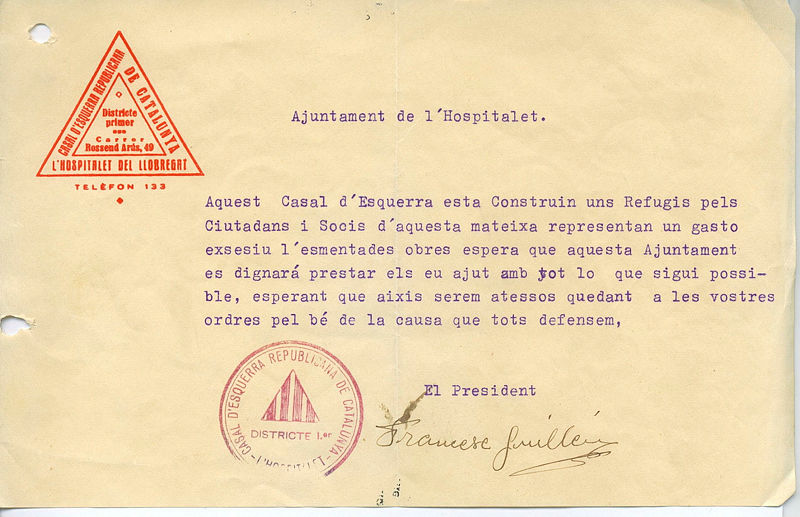 CASAL D'ESQUERRA REPUBLICANA
DE CATALUNYA
Districte
primer
Carrer
Rossend Arús, 49
L'HOSPITALET DEL LLOBREGAT
TELÈFON 133
Ajuntament de l'Hospitalet.
Aquest Casal d'Esquerra esta Construin uns Refugis pels
Ciutadans i Socis d'aquesta mateixa representan un gasto
exsesiu l'esmentades obres espera que aquesta Ajuntament
es dignará prestar els eu ajut amb tot lo que sigui possi-
ble, esperant que aixis serem atessos quedant a les vostres
ordres pel bé de la causa que tots defensem,
El President
Francesc Guillén
CASAL D'ESQUERRA REPUBLICANA DE CATALUNYA
DISTRICTE I.er
L'HOSPITALET